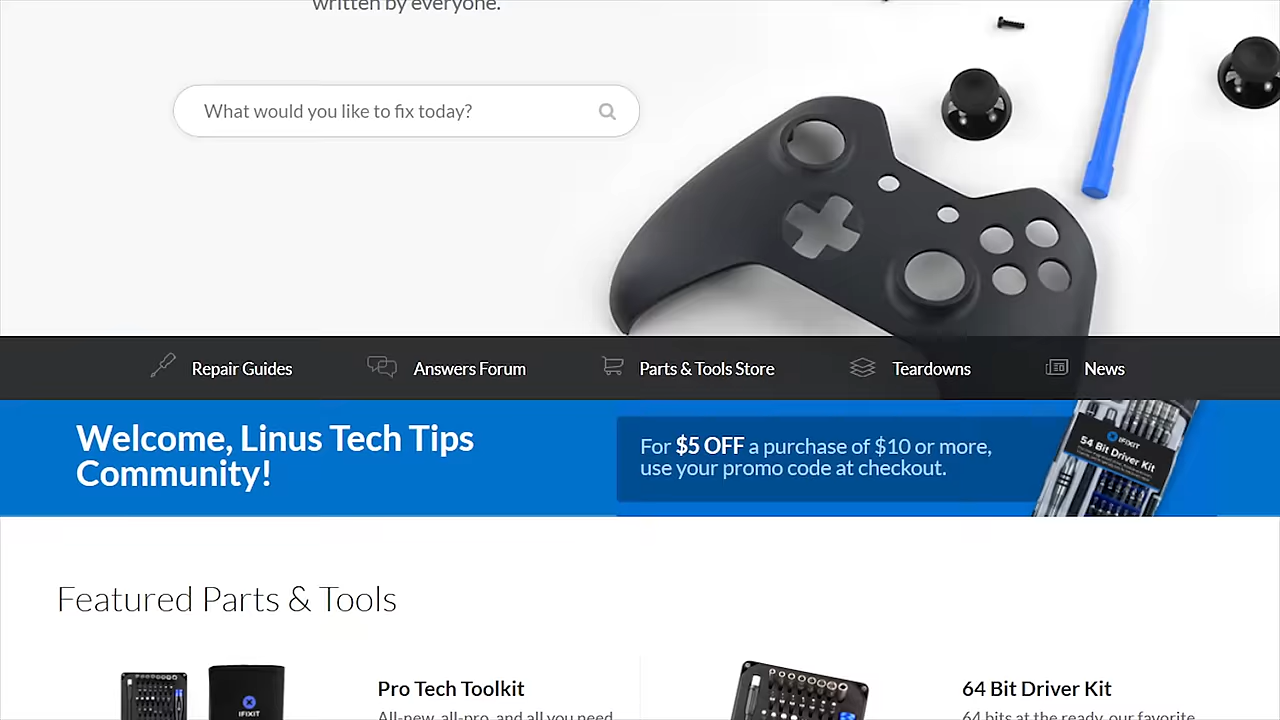 written by everyone.
What would you like to fix today?
Repair Guides
Answers Forum
Parts & Tools Store
Teardowns
News
Welcome, Linus Tech Tips
Community!
For $5 OFF a purchase of $10 or more,
use your promo code at checkout.
IFIXIT
54 Bit Driver Kit
Featured Parts & Tools
Pro Tech Toolkit
All-new, all-pro, and all you need
IFIXIT
64 Bit Driver Kit
64 bits at the ready, our favorite